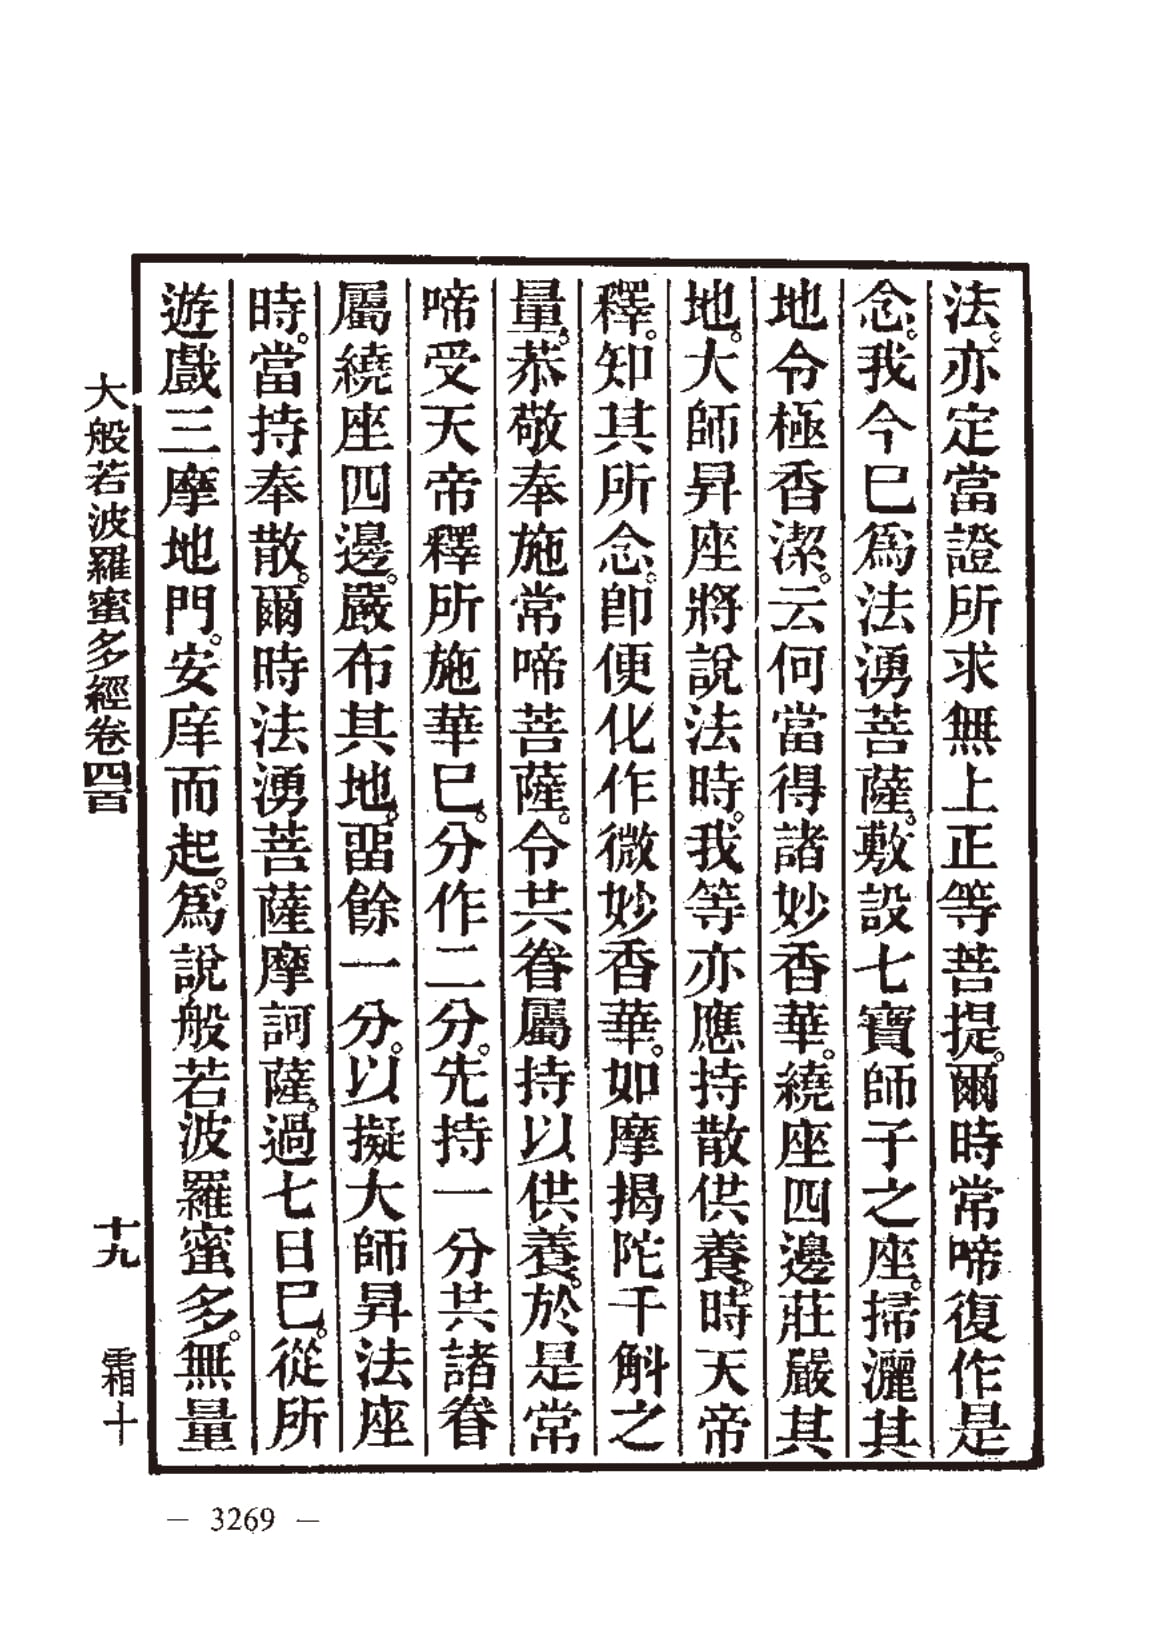 法。亦定當證所求無上正等菩提。爾時常啼復作是
念。我今巳爲法湧菩薩。敷設七寶師子之座。掃灑其
地令極香潔。云何當得諸妙香華。繞座四邊莊嚴其
地。大師昇座將說法時。我等亦應持散供養。時天帝
釋。知其所念。卽便化作微妙香華。如摩揭陀千斛之
量。恭敬奉施常啼菩薩。令共眷屬持以供養。於是常
啼受天帝釋所施華巳。分作二分。先持一分共諸眷
屬繞座四邊。嚴布其地。畱餘一分。以擬大師昇法座
時。當持奉散。爾時法湧菩薩摩訶薩。過七日巳。從所
遊戲三摩地門。安庠而起。爲說般若波羅蜜多。無量
大般若波羅蜜多經卷四百 十九 霜十
— 3269 —